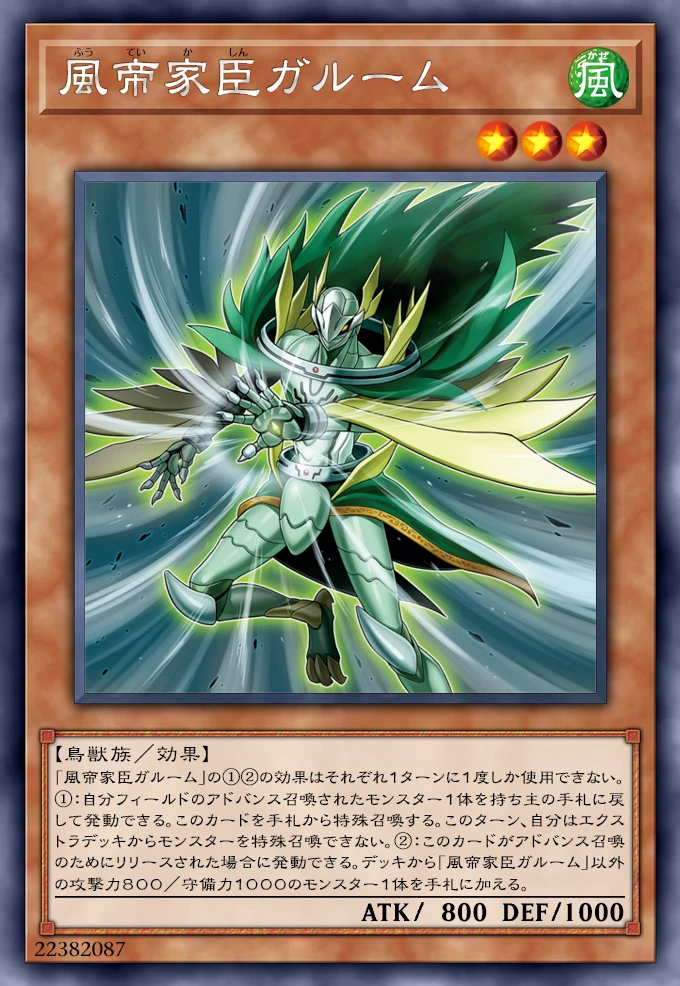 ふう てい か しん
風帝家臣ガルーム
かぜ
風
【鳥獣族／効果】
「風帝家臣ガルーム」の①②の効果はそれぞれ1ターンに1度しか使用できない。
①：自分フィールドのアドバンス召喚されたモンスター1体を持ち主の手札に戻
して発動できる。このカードを手札から特殊召喚する。このターン、自分はエクス
トラデッキからモンスターを特殊召喚できない。②：このカードがアドバンス召喚
のためにリリースされた場合に発動できる。デッキから「風帝家臣ガルーム」以外
の攻撃力800／守備力1000のモンスター1体を手札に加える。
ATK/ 800 DEF/1000
22382087